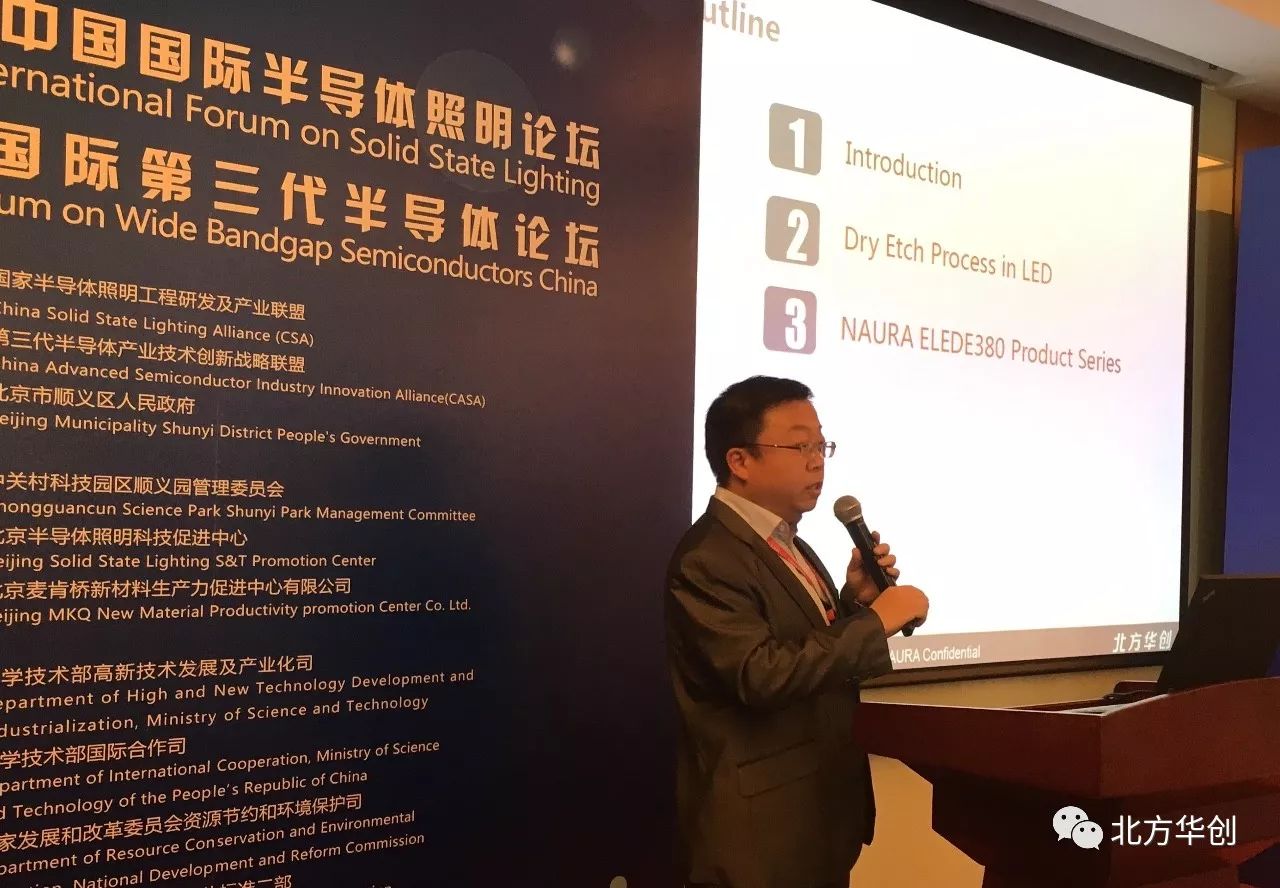 中国国际半导体照明论坛
ternational Forum on Solid State Lighting
国际第三代半导体论坛
um on Wide Bandgap Semiconductors China
国家半导体照明工程研发及产业联盟
China Solid State Lighting Alliance (CSA)
第三代半导体产业技术创新战略联盟
China Advanced Semiconductor Industry Innovation Alliance(CASA)
北京市顺义区人民政府
eijing Municipality Shunyi District People's Government
中关村科技园区顺义园管理委员会
hongguancun Science Park Shunyi Park Management Committee
北京半导体照明科技促进中心
eijing Solid State Lighting S&T Promotion Center
北京麦肯桥新材料生产力促进中心有限公司
eijing MKQ New Material Productivity promotion Center Co. Ltd.
学技术部高新技术发展及产业化司
epartment of High and New Technology Development and
dustrialization, Ministry of Science and Technology
学技术部国际合作司
partment of International Cooperation, Ministry of Science
d Technology of the People's Republic of China
家发展和改革委员会资源节约和环境保护司
partment of Resource Conservation and Environmental
National Development and Reform Commission
utline
1 Introduction
2 Dry Etch Process in LED
3 NAURA ELEDE380 Product Series
AURA Confidential
北方华创
北方华创